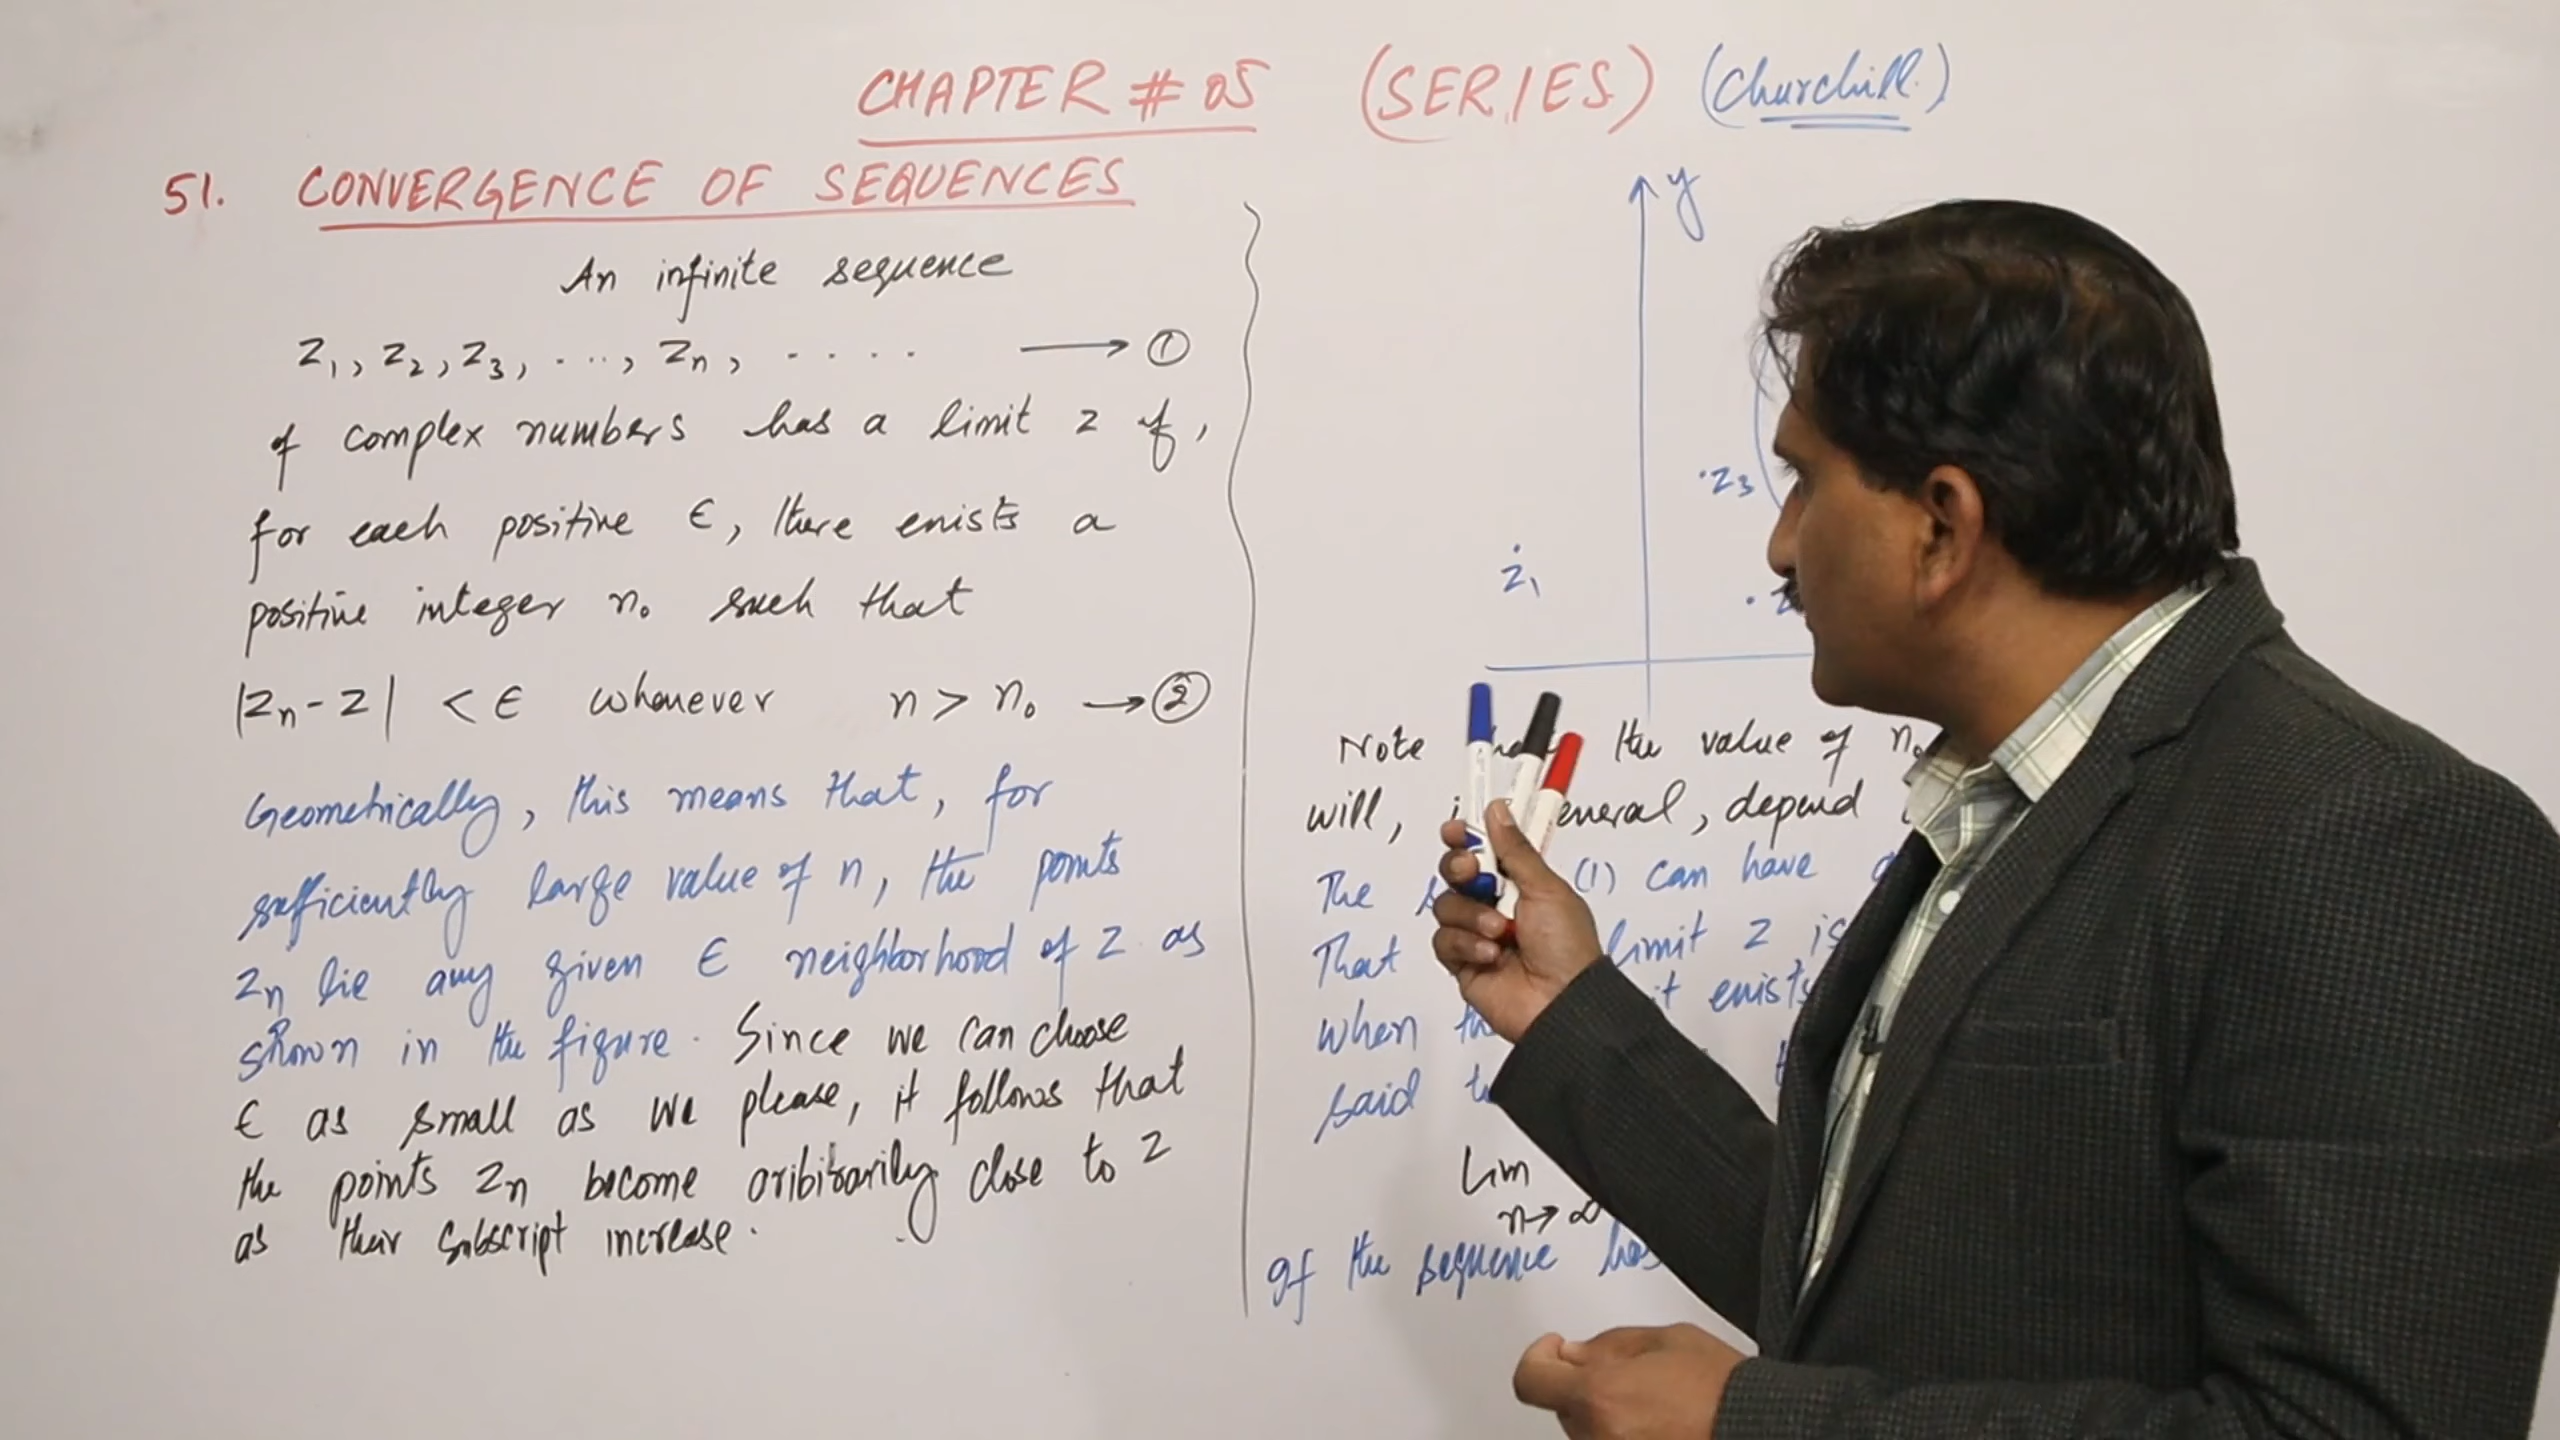 CHAPTER # 05 (SERIES) (Churchill.)
51. CONVERGENCE OF SEQUENCES
An infinite sequence
z₁, z₂, z₃, ..., zₙ, .... → ①
of complex numbers has a limit z if,
for each positive ϵ, there exists a
positive integer n₀ such that
|zₙ - z| < ϵ whenever n > n₀ → ②
Geometrically, this means that, for
sufficiently large value of n, the points
zₙ lie any given ϵ neighborhood of z as
shown in the figure. Since we can choose
ϵ as small as we please, it follows that
the points zₙ become aribitrarily close to z
as their subscript increase.
y
z₃
z₁
Note the value of n₀
will, depend
The (1) can have
That limit z is
when exists
said
Lim
n→∞
If the sequence has